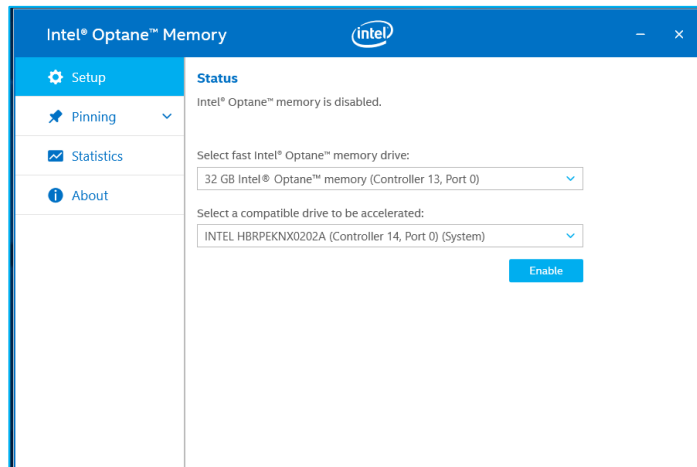 Intel® Optane™ Memory
intel
Setup
Pinning
Statistics
About
Status
Intel® Optane™ memory is disabled.
Select fast Intel® Optane™ memory drive:
32 GB Intel® Optane™ memory (Controller 13, Port 0)
Select a compatible drive to be accelerated:
INTEL HBRPEKNX0202A (Controller 14, Port 0) (System)
Enable